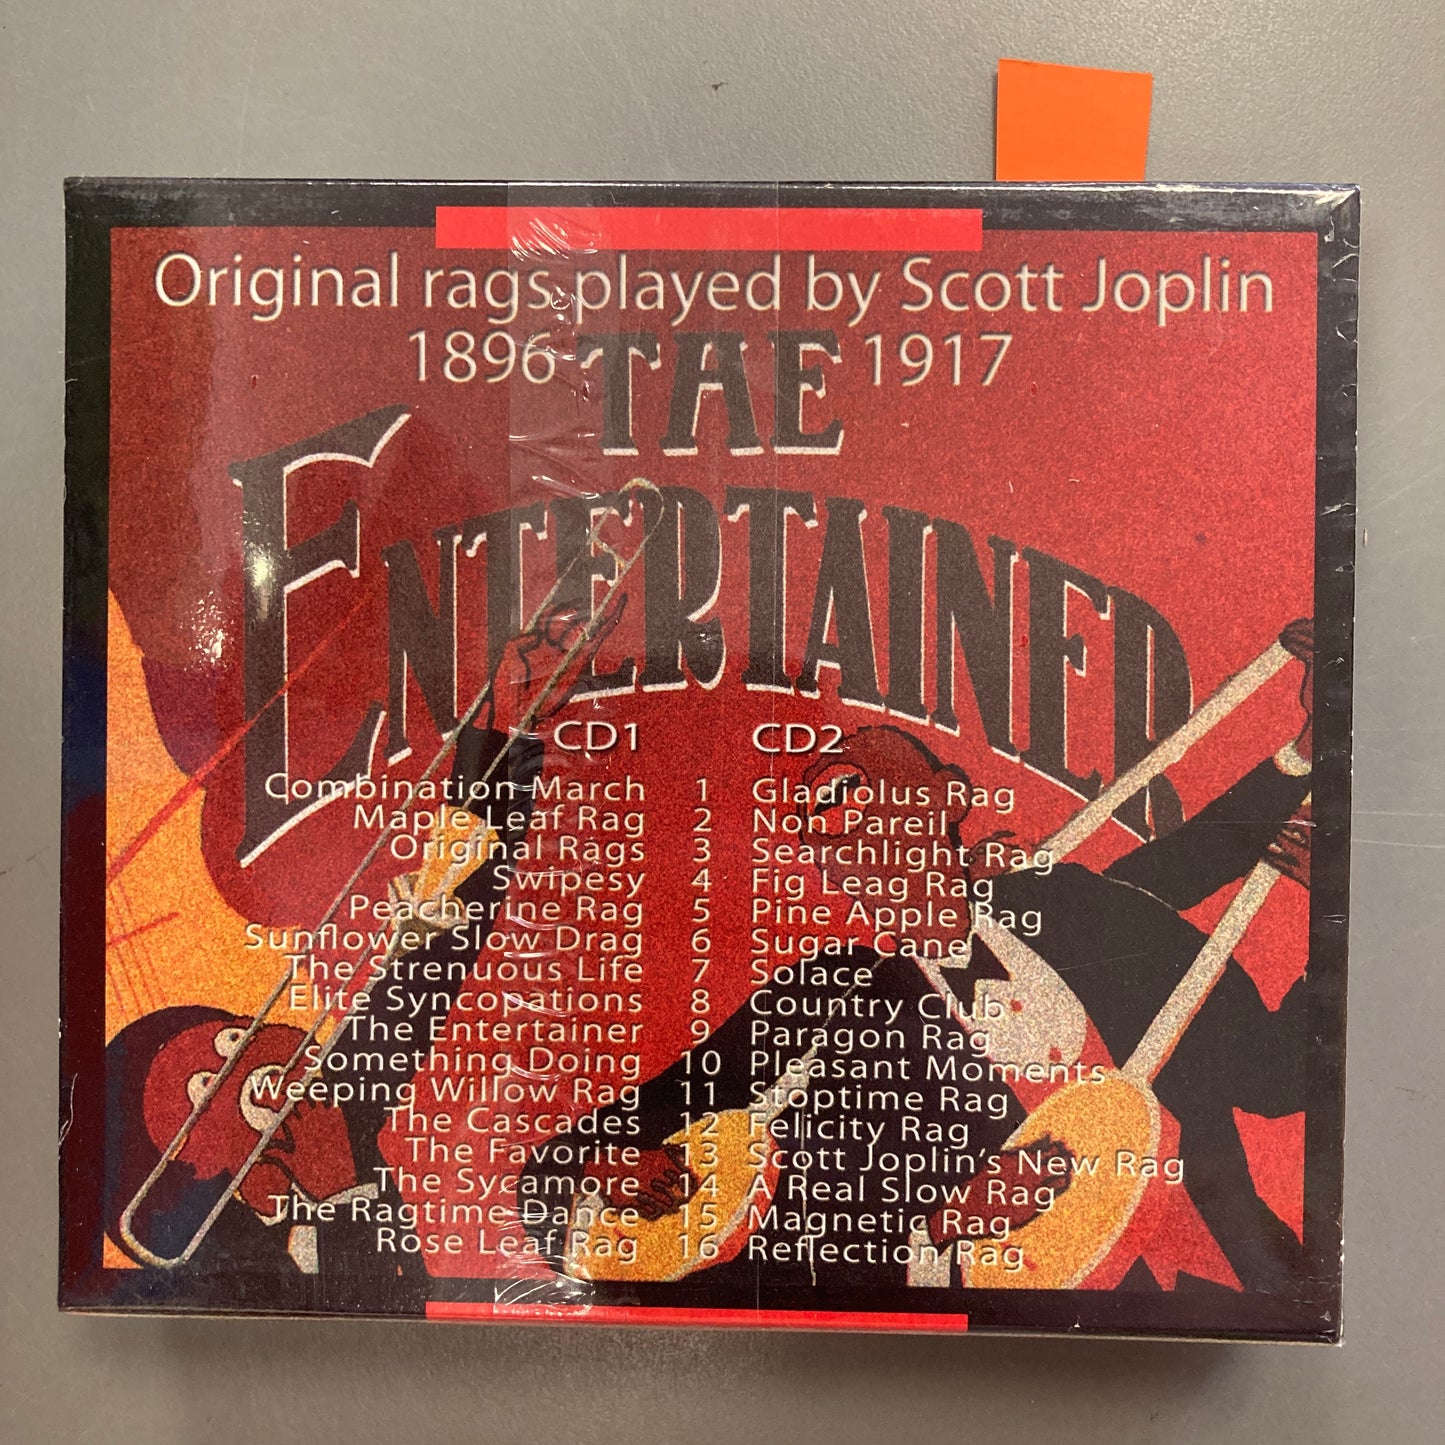 Original rags played by Scott Joplin
1896 THE 1917
ENTERTAINER
CD1 CD2
Combination March 1 Gladiolus Rag
Maple Leaf Rag 2 Non Pareil
Original Rags 3 Searchlight Rag
Swipesy 4 Fig Leag Rag
Peacherine Rag 5 Pine Apple Rag
Sunflower Slow Drag 6 Sugar Cane
The Strenuous Life 7 Solace
Elite Syncopations 8 Country Club
The Entertainer 9 Paragon Rag
Something Doing 10 Pleasant Moments
Weeping Willow Rag 11 Stoptime Rag
The Cascades 12 Felicity Rag
The Favorite 13 Scott Joplin's New Rag
The Sycamore 14 A Real Slow Rag
The Ragtime Dance 15 Magnetic Rag
Rose Leaf Rag 16 Reflection Rag